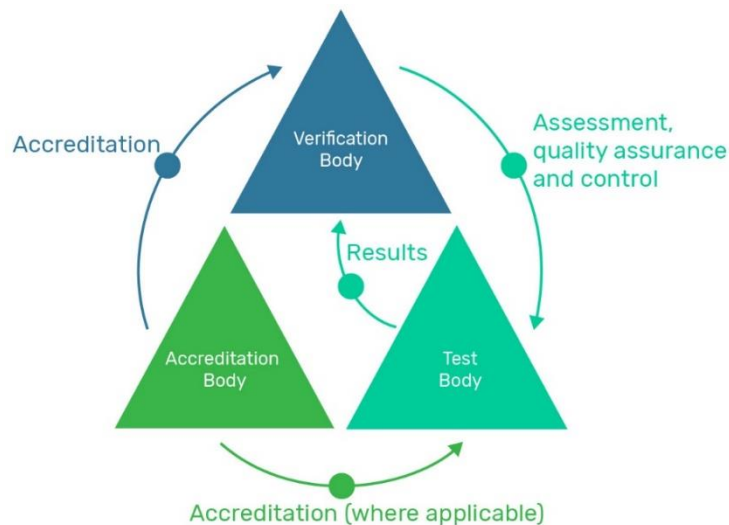 Verification
Body
Accreditation
Assessment,
quality assurance
and control
Results
Accreditation
Body
Test
Body
Accreditation (where applicable)